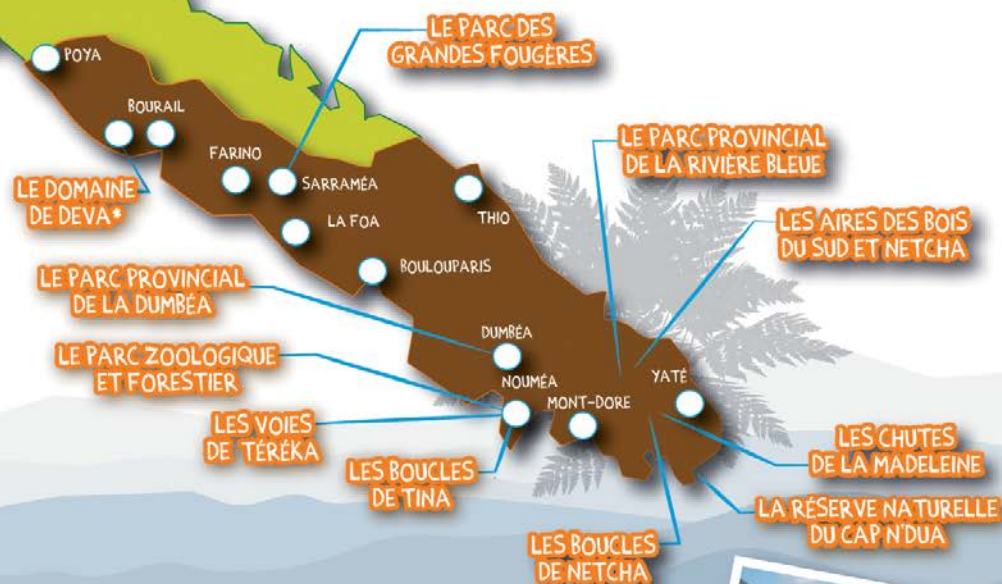 LE PARC DES
GRANDES FOUGÈRES
POYA
BOURAIL
FARINO
SARRAMÉA
LE PARC PROVINCIAL
DE LA RIVIÈRE BLEUE
LE DOMAINE
DE DEVA*
THIO
LA FOA
LES AIRES DES BOIS
DU SUD ET NETCHA
BOULOUPARIS
LE PARC PROVINCIAL
DE LA DUMBÉA
DUMBÉA
LE PARC ZOOLOGIQUE
ET FORESTIER
NOUMÉA
YATÉ
MONT-DORE
LES VOIES
DE TÉRÉKA
LES CHUTES
DE LA MADELEINE
LES BOUCLES
DE TINA
LA RÉSERVE NATURELLE
DU CAP N'DUA
LES BOUCLES
DE NETCHA